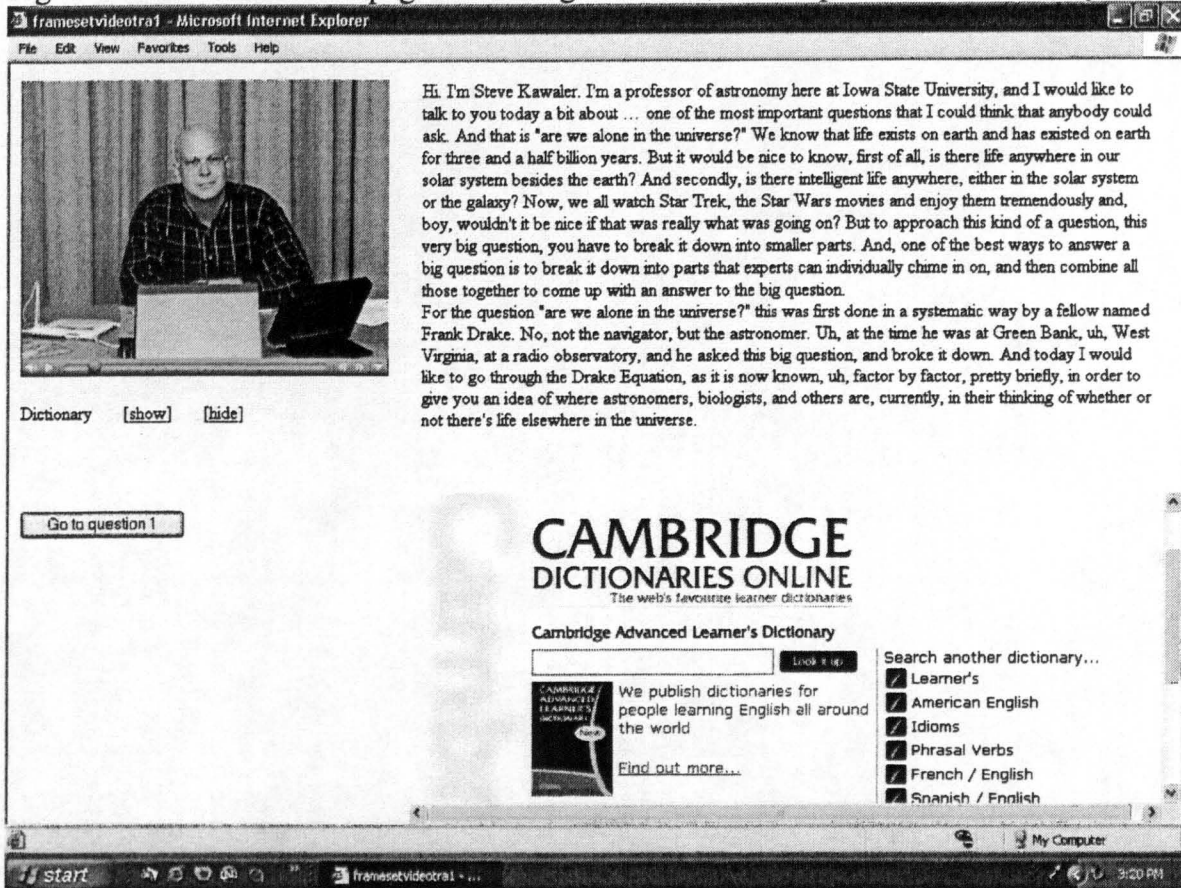 framesetvideotra1 - Microsoft Internet Explorer
File Edit View Favorites Tools Help
Hi. I'm Steve Kawaler. I'm a professor of astronomy here at Iowa State University, and I would like to
talk to you today a bit about ... one of the most important questions that I could think that anybody could
ask. And that is "are we alone in the universe?" We know that life exists on earth and has existed on earth
for three and a half billion years. But it would be nice to know, first of all, is there life anywhere in our
solar system besides the earth? And secondly, is there intelligent life anywhere, either in the solar system
or the galaxy? Now, we all watch Star Trek, the Star Wars movies and enjoy them tremendously and,
boy, wouldn't it be nice if that was really what was going on? But to approach this kind of a question, this
very big question, you have to break it down into smaller parts. And, one of the best ways to answer a
big question is to break it down into parts that experts can individually chime in on, and then combine all
those together to come up with an answer to the big question.
For the question "are we alone in the universe?" this was first done in a systematic way by a fellow named
Frank Drake. No, not the navigator, but the astronomer. Uh, at the time he was at Green Bank, uh, West
Virginia, at a radio observatory, and he asked this big question, and broke it down. And today I would
like to go through the Drake Equation, as it is now known, uh, factor by factor, pretty briefly, in order to
give you an idea of where astronomers, biologists, and others are, currently, in their thinking of whether or
not there's life elsewhere in the universe.
Dictionary [show] [hide]
Go to question 1
CAMBRIDGE
DICTIONARIES ONLINE
The web's favourite learner dictionaries
Cambridge Advanced Learner's Dictionary
Look it up
CAMBRIDGE
ADVANCED
LEARNER'S
DICTIONARY
New
We publish dictionaries for
people learning English all around
the world
Find out more...
Search another dictionary...
Learner's
American English
Idioms
Phrasal Verbs
French / English
Spanish / English
My Computer
start
framesetvideotra1 - ...
3:20 PM